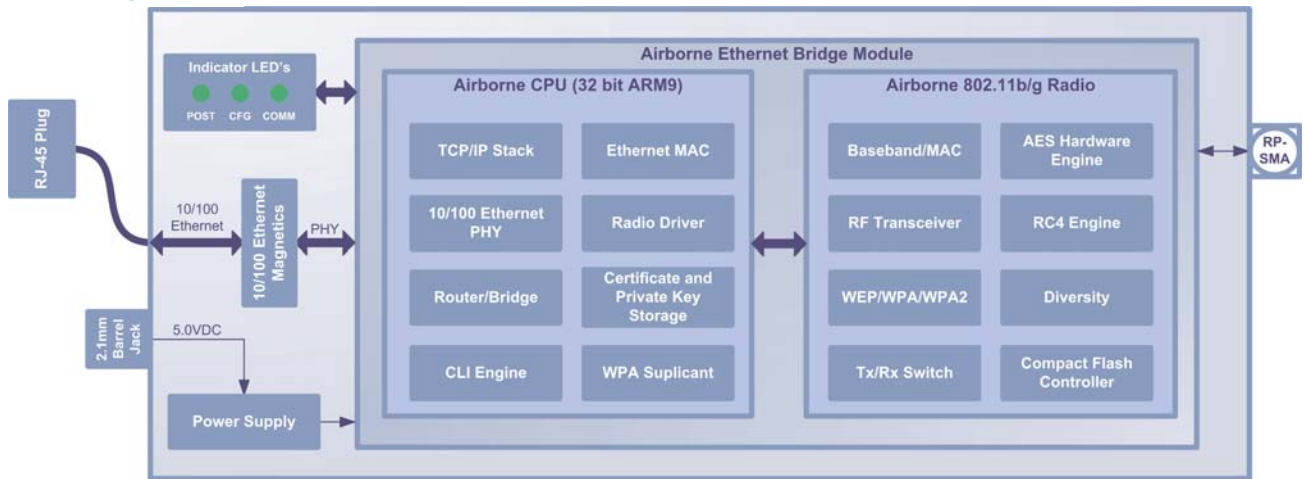 Airborne Ethernet Bridge Module
Indicator LED's
POST CFG COMM
RJ-45 Plug
10/100
Ethernet
10/100 Ethernet
Magnetics
PHY
2.1mm
Barrel
Jack
5.0VDC
Power Supply
Airborne CPU (32 bit ARM9)
TCP/IP Stack
Ethernet MAC
10/100 Ethernet
PHY
Radio Driver
Router/Bridge
Certificate and
Private Key
Storage
CLI Engine
WPA Suplicant
Airborne 802.11b/g Radio
Baseband/MAC
AES Hardware
Engine
RF Transceiver
RC4 Engine
WEP/WPA/WPA2
Diversity
Tx/Rx Switch
Compact Flash
Controller
RP-
SMA